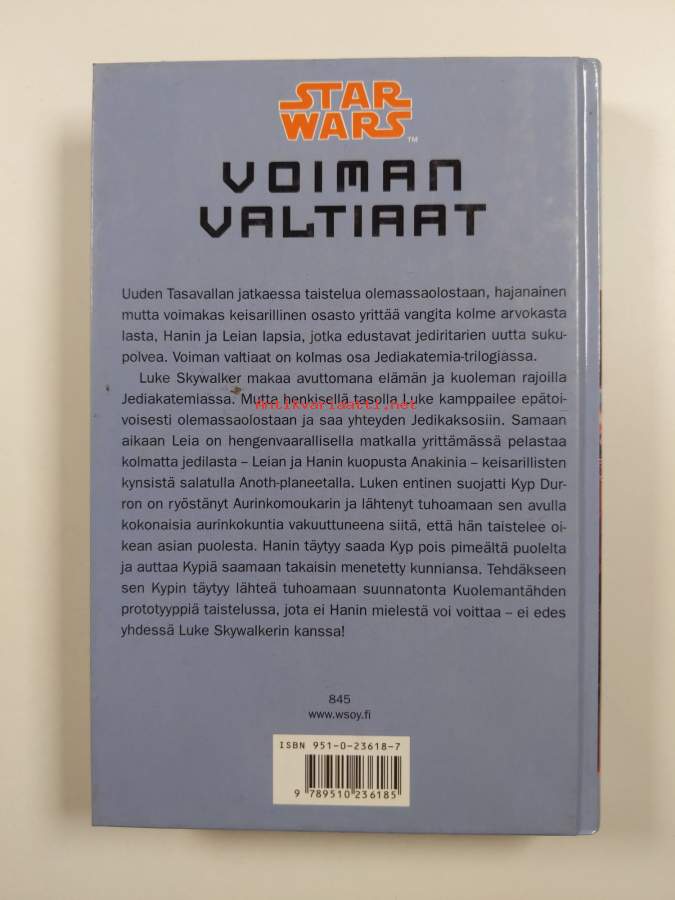 STAR
WARS
TM
VOIMAN
VALTIAAT
Uuden Tasavallan jatkaessa taistelua olemassaolostaan, hajanainen
mutta voimakas keisarillinen osasto yrittää vangita kolme arvokasta
lasta, Hanin ja Leian lapsia, jotka edustavat jediritarien uutta suku-
polvea. Voiman valtiaat on kolmas osa Jediakatemia-trilogiassa.
Luke Skywalker makaa avuttomana elämän ja kuoleman rajoilla
Jediakatemiassa. Mutta henkisellä tasolla Luke kamppailee epätoi-
Antikvariaatti.net
voisesti olemassaolostaan ja saa yhteyden Jedikaksosiin. Samaan
aikaan Leia on hengenvaarallisella matkalla yrittämässä pelastaa
kolmatta jedilasta – Leian ja Hanin kuopusta Anakinia – keisarillisten
kynsistä salatulla Anoth-planeetalla. Luken entinen suojatti Kyp Dur-
ron on ryöstänyt Aurinkomoukarin ja lähtenyt tuhoamaan sen avulla
kokonaisia aurinkokuntia vakuuttuneena siitä, että hän taistelee oi-
kean asian puolesta. Hanin täytyy saada Kyp pois pimeältä puolelta
ja auttaa Kypiä saamaan takaisin menetetty kunniansa. Tehdäkseen
sen Kypin täytyy lähteä tuhoamaan suunnatonta Kuolemantähden
prototyyppiä taistelussa, jota ei Hanin mielestä voi voittaa – ei edes
yhdessä Luke Skywalkerin kanssa!
845
www.wsoy.fi
ISBN 951-0-23618-7
9 789510 236185